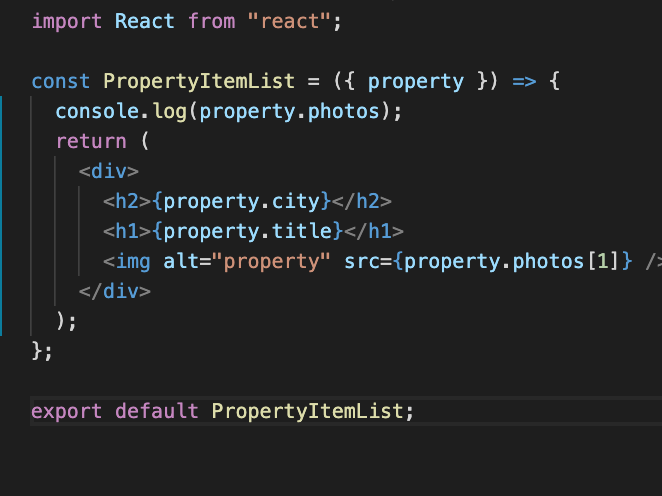 import React from "react";
const PropertyItemList = ({ property }) => {
console.log(property.photos);
return (
<div>
<h2>{property.city}</h2>
<h1>{property.title}</h1>
<img alt="property" src={property.photos[1]} />
</div>
);
};
export default PropertyItemList;